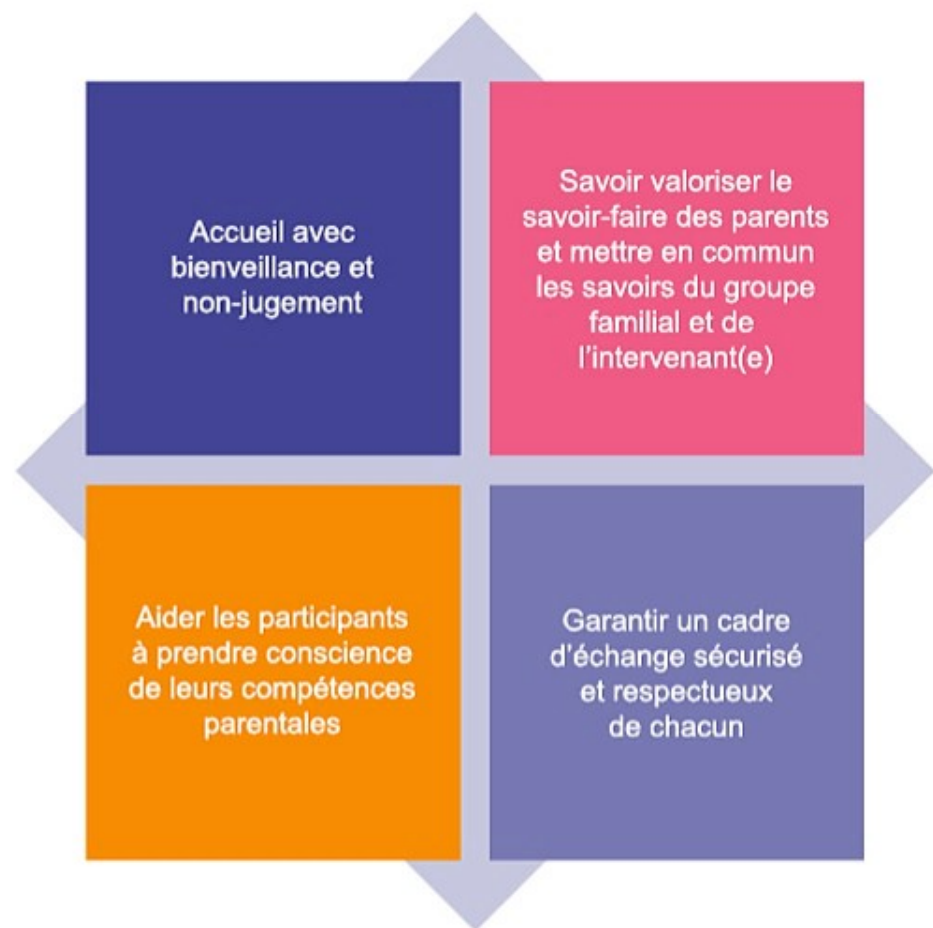 Accueil avec
bienveillance et
non-jugement
Savoir valoriser le
savoir-faire des parents
et mettre en commun
les savoirs du groupe
familial et de
l'intervenant(e)
Aider les participants
à prendre conscience
de leurs compétences
parentales
Garantir un cadre
d'échange sécurisé
et respectueux
de chacun